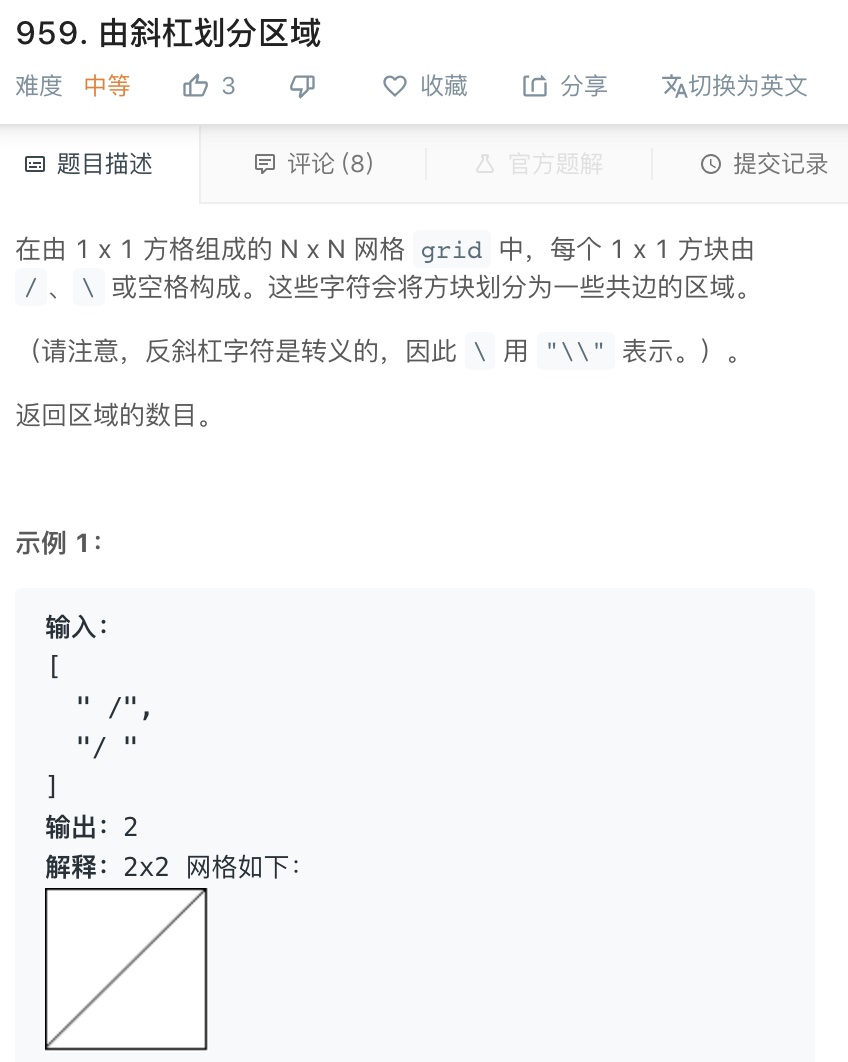 959. 由斜杠划分区域
难度 中等 3 收藏 分享 切换为英文
题目描述 评论 (8) 官方题解 提交记录
在由 1 x 1 方格组成的 N x N 网格 grid 中，每个 1 x 1 方块由
/、\ 或空格构成。这些字符会将方块划分为一些共边的区域。
（请注意，反斜杠字符是转义的，因此 \ 用 "\\" 表示。）。
返回区域的数目。
示例 1：
输入：
[
  " /",
  "/ "
]
输出：2
解释：2x2 网格如下：